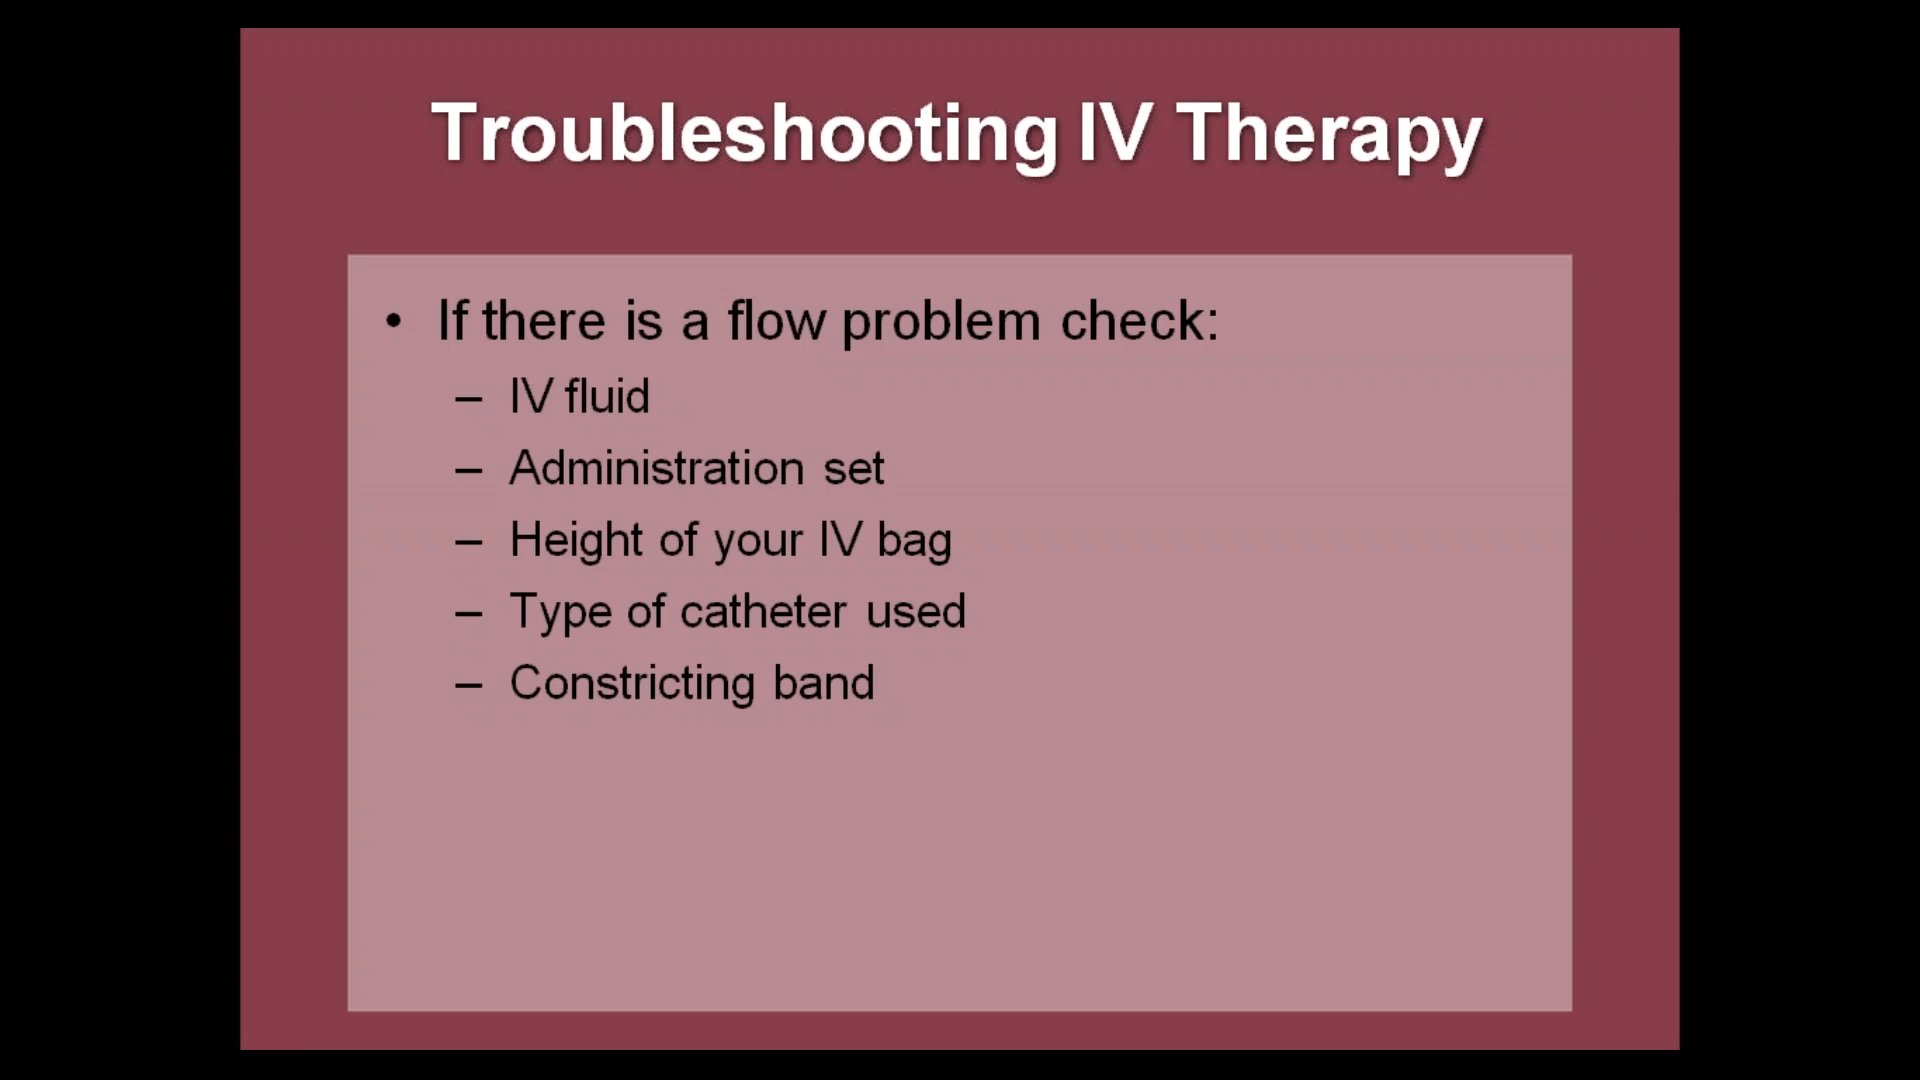 Troubleshooting IV Therapy
• If there is a flow problem check:
– IV fluid
– Administration set
– Height of your IV bag
– Type of catheter used
– Constricting band